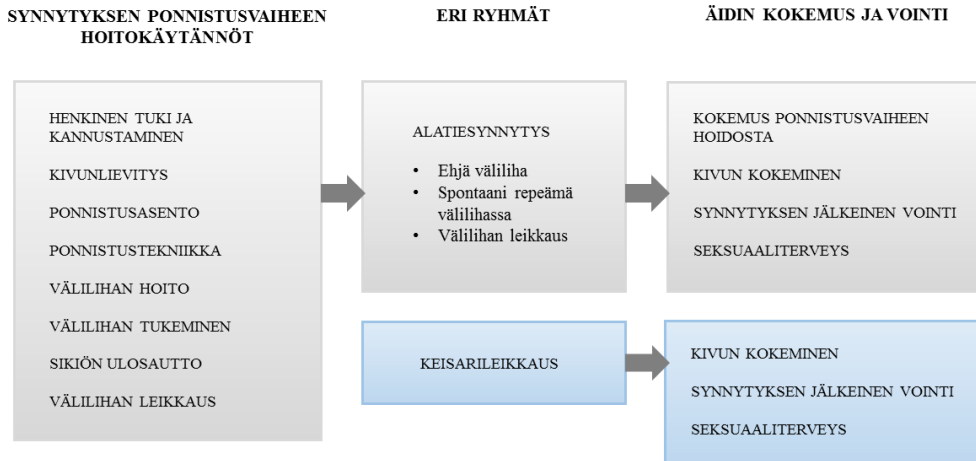 SYNNYTYKSEN PONNISTUSVAIHEEN
HOITOKÄYTÄNNÖT
HENKINEN TUKI JA
KANNUSTAMINEN
KIVUNLIEVITYS
PONNISTUSASENTO
PONNISTUSTEKNIIKKA
VÄLILIHAN HOITO
VÄLILIHAN TUKEMINEN
SIKIÖN ULOSAUTTO
VÄLILIHAN LEIKKAUS
ERI RYHMÄT
ALATIESYNNYTYS
• Ehjä väliliha
• Spontaani repeämä
välilihassa
• Välilihan leikkaus
KEISARILEIKKAUS
ÄIDIN KOKEMUS JA VOINTI
KOKEMUS PONNISTUSVAIHEEN
HOIDOSTA
KIVUN KOKEMINEN
SYNNYTYKSEN JÄLKEINEN VOINTI
SEKSUAALITERVEYS
KIVUN KOKEMINEN
SYNNYTYKSEN JÄLKEINEN VOINTI
SEKSUAALITERVEYS